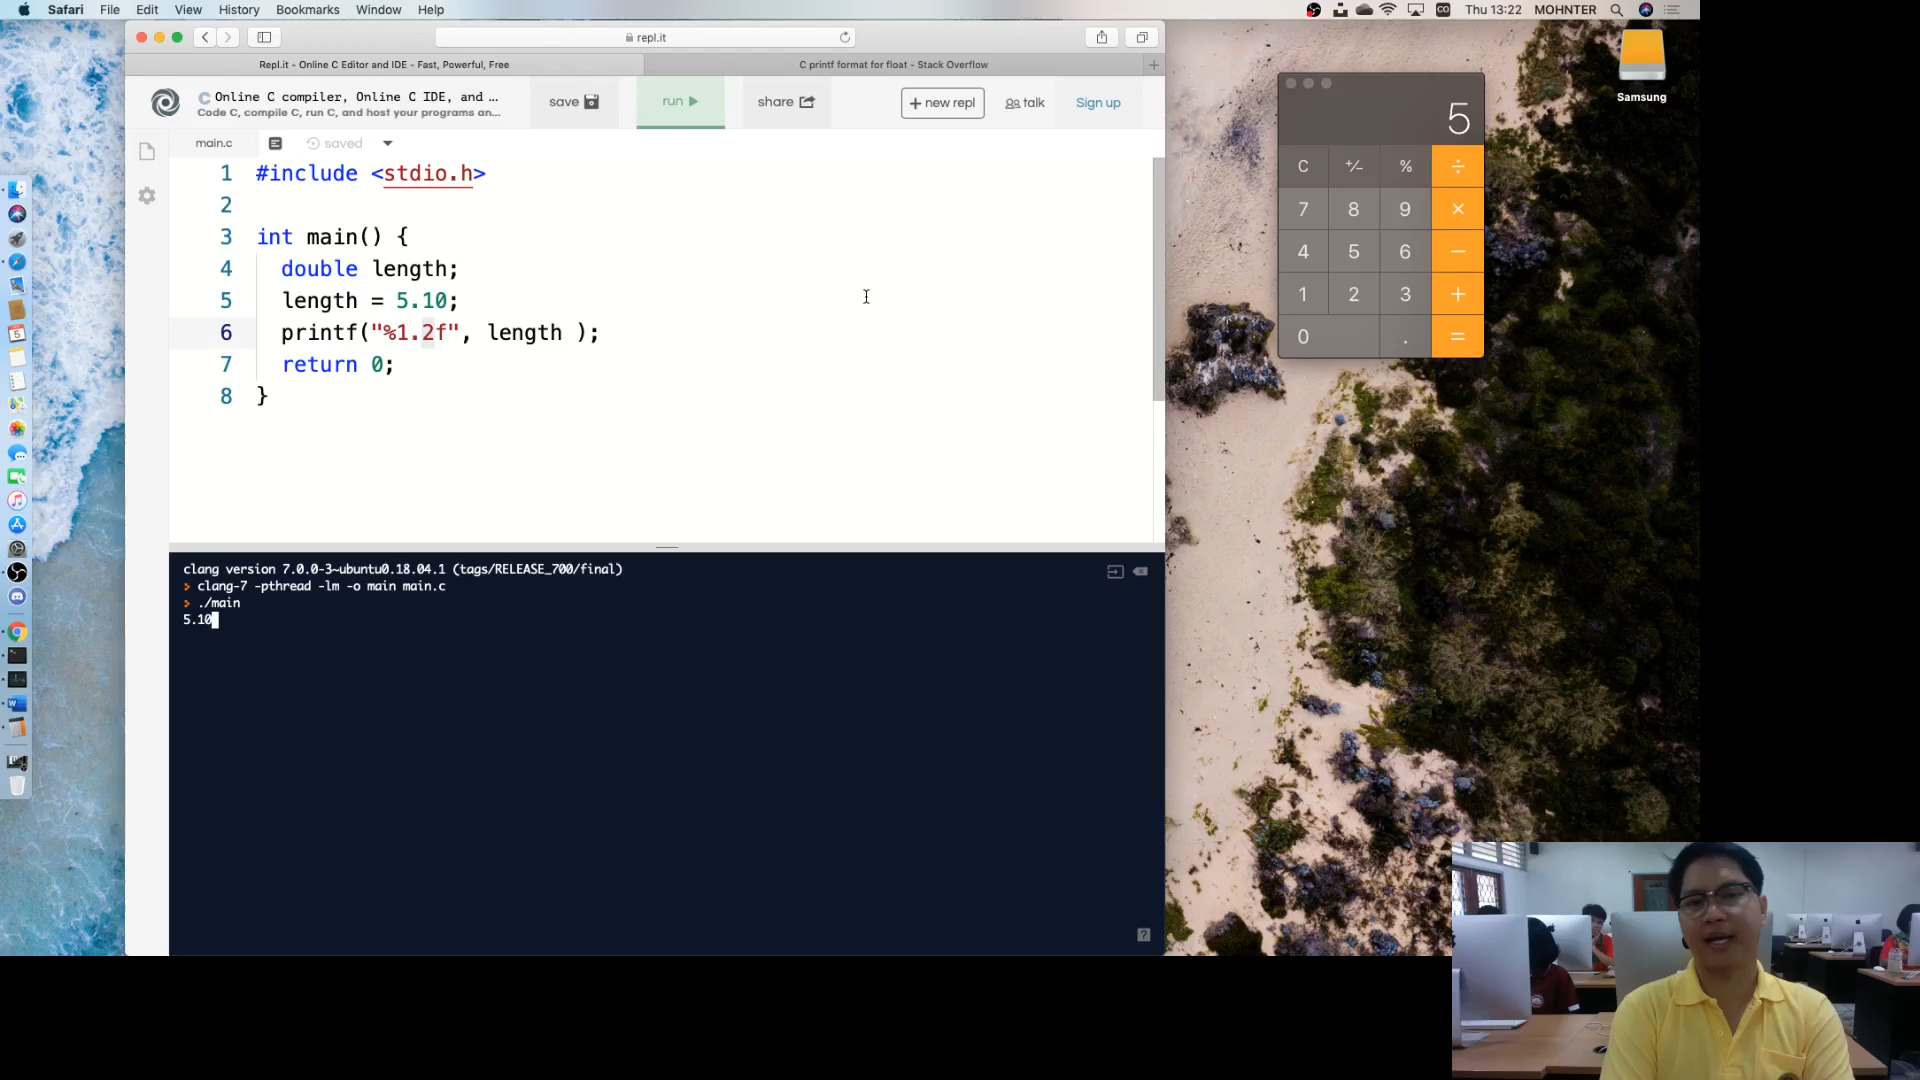 Safari File Edit View History Bookmarks Window Help
Thu 13:22 MOHNTER
repl.it
Repl.it - Online C Editor and IDE - Fast, Powerful, Free
C printf format for float - Stack Overflow
Online C compiler, Online C IDE, and ...
Code C, compile C, run C, and host your programs an...
save
run
share
+ new repl
talk
Sign up
main.c
saved
1 #include <stdio.h>
2
3 int main() {
4 double length;
5 length = 5.10;
6 printf("%1.2f", length );
7 return 0;
8 }
clang version 7.0.0-3~ubuntu0.18.04.1 (tags/RELEASE_700/final)
> clang-7 -pthread -lm -o main main.c
> ./main
5.10
?
5
C +/- % ÷
7 8 9 ×
4 5 6 −
1 2 3 +
0 . =
Samsung